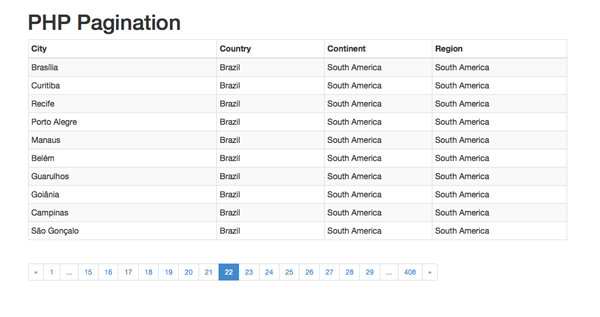 PHP Pagination
City Country Continent Region
Brasília Brazil South America South America
Curitiba Brazil South America South America
Recife Brazil South America South America
Porto Alegre Brazil South America South America
Manaus Brazil South America South America
Belém Brazil South America South America
Guarulhos Brazil South America South America
Goiânia Brazil South America South America
Campinas Brazil South America South America
São Gonçalo Brazil South America South America
« 1 ... 15 16 17 18 19 20 21 22 23 24 25 26 27 28 29 ... 408 »